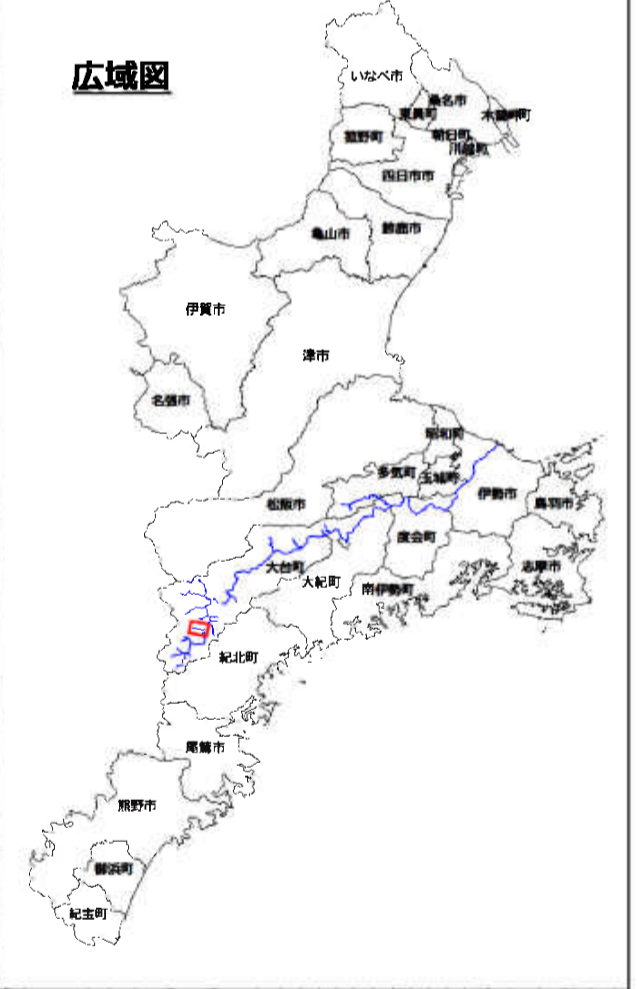 広域図
いなべ市
桑名市
東員町
木曽岬町
朝日町
菰野町
川越町
四日市市
鈴鹿市
亀山市
伊賀市
津市
名張市
明和町
多気町
玉城町
伊勢市
鳥羽市
松阪市
度会町
大台町
志摩市
大紀町
南伊勢町
紀北町
尾鷲市
熊野市
御浜町
紀宝町